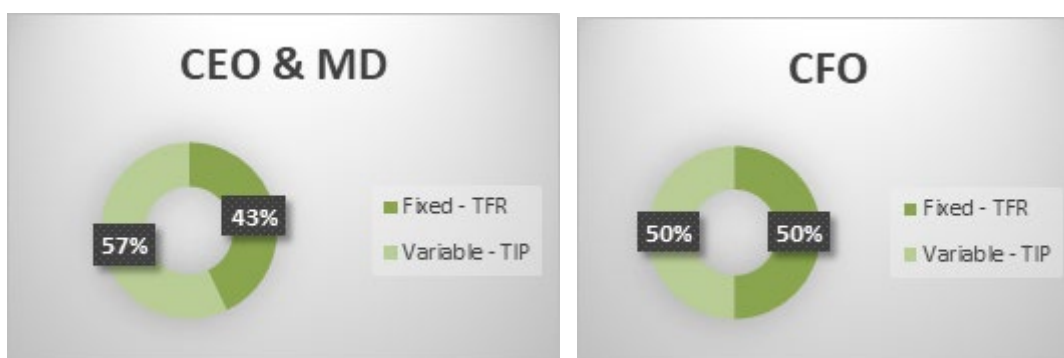 CEO & MD
43%
57%
Fixed - TFR
Variable - TIP
CFO
50%
50%
Fixed - TFR
Variable - TIP